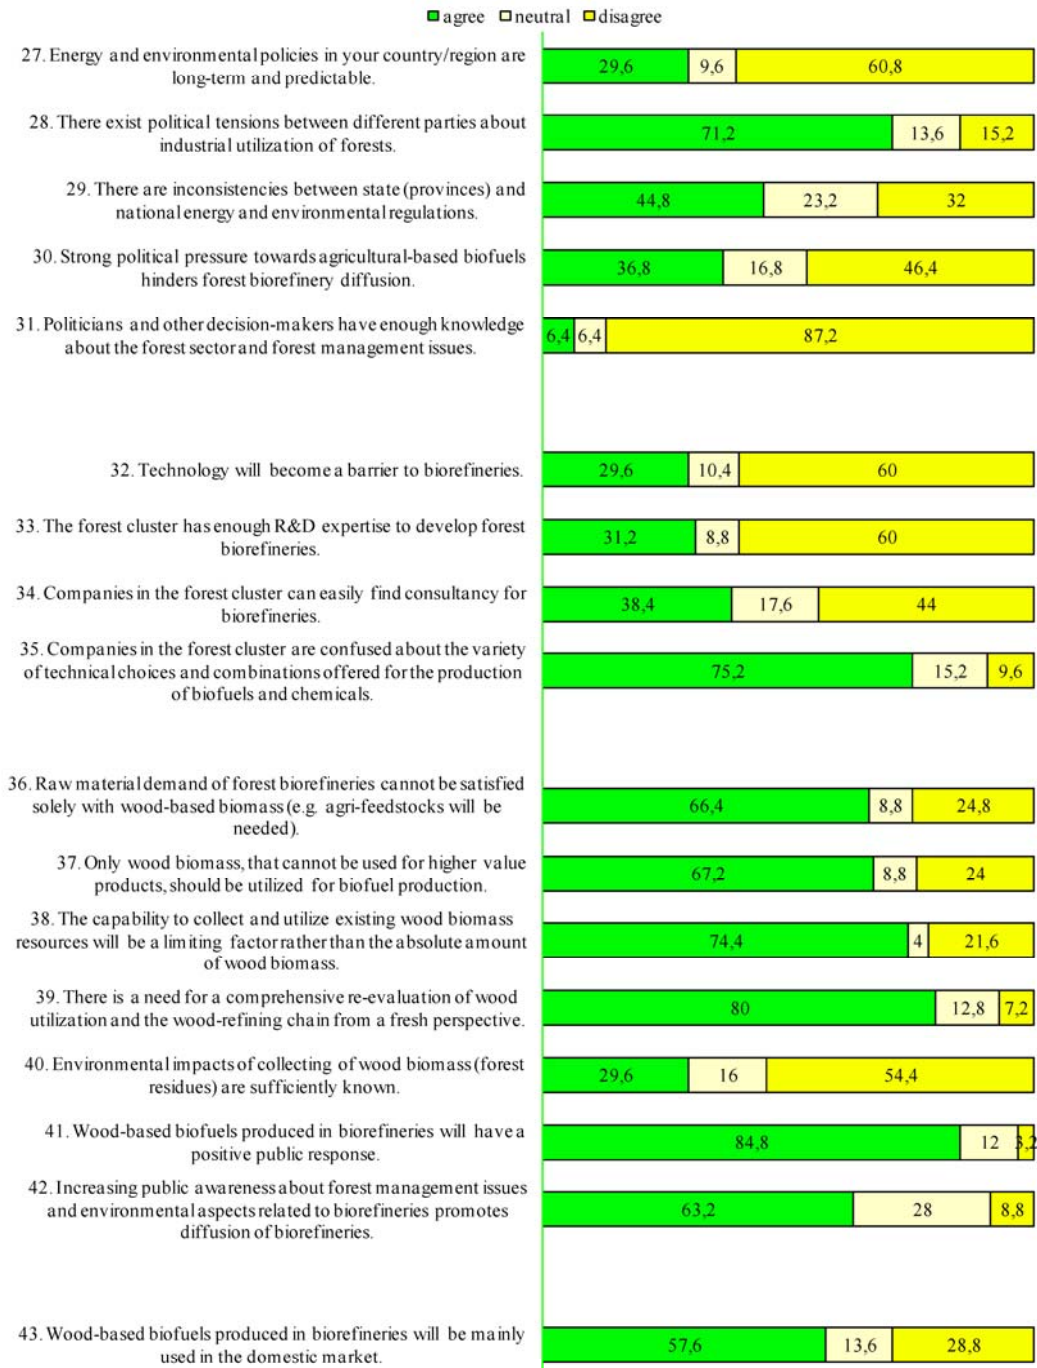 agree neutral disagree
27. Energy and environmental policies in your country/region are
long-term and predictable.
29,6 9,6 60,8
28. There exist political tensions between different parties about
industrial utilization of forests.
71,2 13,6 15,2
29. There are inconsistencies between state (provinces) and
national energy and environmental regulations.
44,8 23,2 32
30. Strong political pressure towards agricultural-based biofuels
hinders forest biorefinery diffusion.
36,8 16,8 46,4
31. Politicians and other decision-makers have enough knowledge
about the forest sector and forest management issues.
6,4 6,4 87,2
32. Technology will become a barrier to biorefineries.
29,6 10,4 60
33. The forest cluster has enough R&D expertise to develop forest
biorefineries.
31,2 8,8 60
34. Companies in the forest cluster can easily find consultancy for
biorefineries.
38,4 17,6 44
35. Companies in the forest cluster are confused about the variety
of technical choices and combinations offered for the production
of biofuels and chemicals.
75,2 15,2 9,6
36. Raw material demand of forest biorefineries cannot be satisfied
solely with wood-based biomass (e.g. agri-feedstocks will be
needed).
66,4 8,8 24,8
37. Only wood biomass, that cannot be used for higher value
products, should be utilized for biofuel production.
67,2 8,8 24
38. The capability to collect and utilize existing wood biomass
resources will be a limiting factor rather than the absolute amount
of wood biomass.
74,4 4 21,6
39. There is a need for a comprehensive re-evaluation of wood
utilization and the wood-refining chain from a fresh perspective.
80 12,8 7,2
40. Environmental impacts of collecting of wood biomass (forest
residues) are sufficiently known.
29,6 16 54,4
41. Wood-based biofuels produced in biorefineries will have a
positive public response.
84,8 12 3,2
42. Increasing public awareness about forest management issues
and environmental aspects related to biorefineries promotes
diffusion of biorefineries.
63,2 28 8,8
43. Wood-based biofuels produced in biorefineries will be mainly
used in the domestic market.
57,6 13,6 28,8